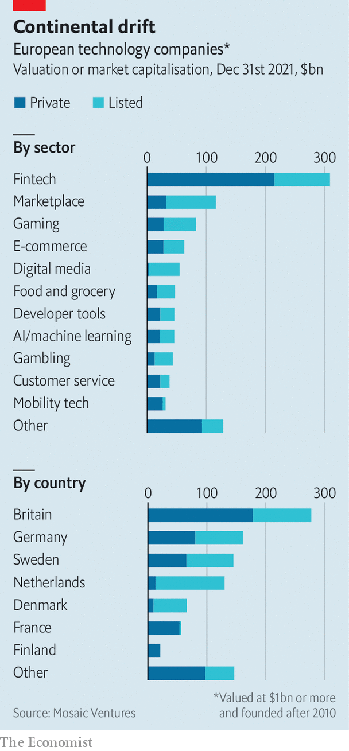 Continental drift
European technology companies*
Valuation or market capitalisation, Dec 31st 2021, $bn
Private Listed
By sector
0 100 200 300
Fintech
Marketplace
Gaming
E-commerce
Digital media
Food and grocery
Developer tools
AI/machine learning
Gambling
Customer service
Mobility tech
Other
By country
0 100 200 300
Britain
Germany
Sweden
Netherlands
Denmark
France
Finland
Other
*Valued at $1bn or more
Source: Mosaic Ventures and founded after 2010
The Economist